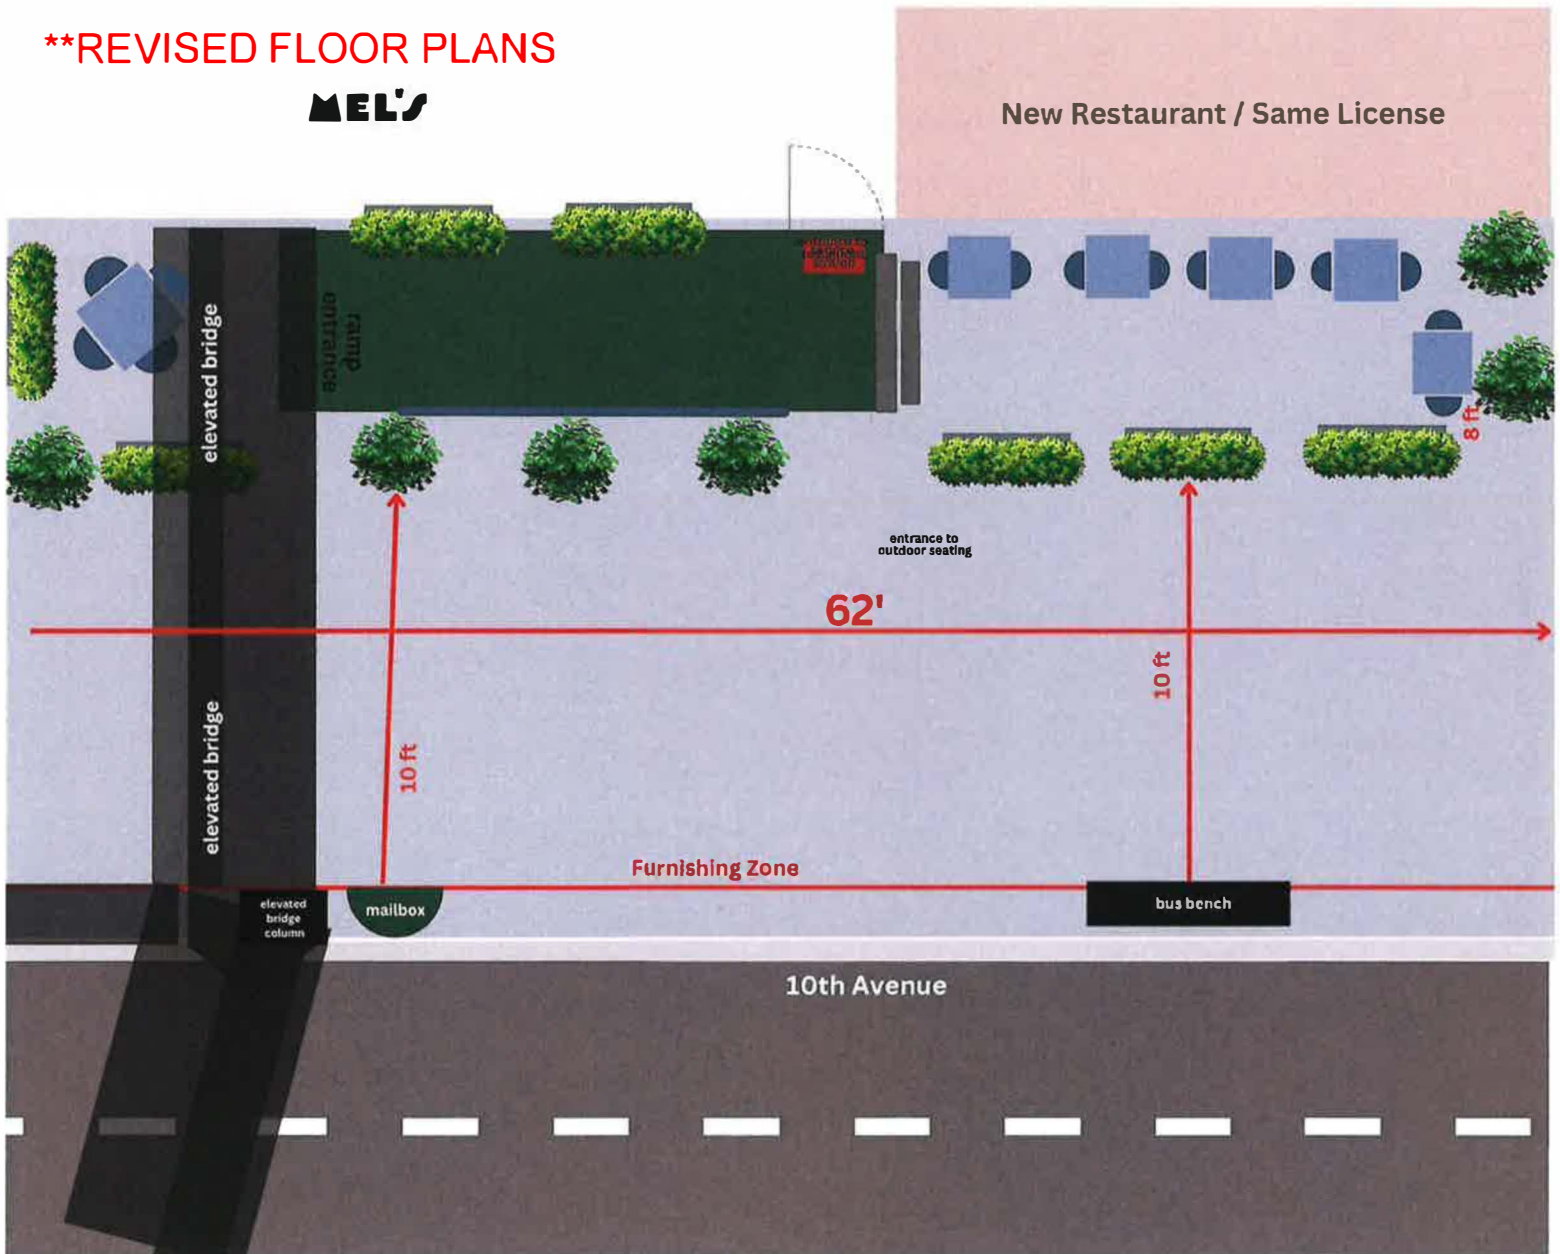 **REVISED FLOOR PLANS
MEL'S
New Restaurant / Same License
ramp
entrance
elevated bridge
8 ft
entrance to
outdoor seating
62'
10 ft
elevated bridge
10 ft
Furnishing Zone
elevated
bridge
column
mailbox
bus bench
10th Avenue